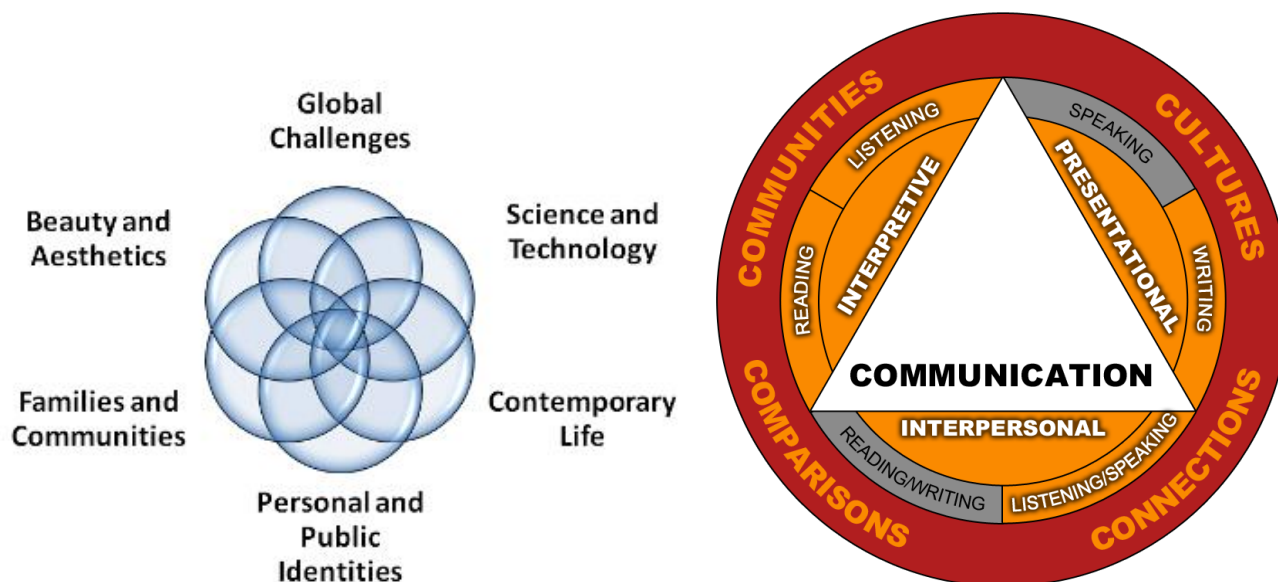 Global
Challenges
Beauty and
Aesthetics
Science and
Technology
Families and
Communities
Contemporary
Life
Personal and
Public
Identities
COMMUNITIES
CULTURES
LISTENING
SPEAKING
INTERPRETIVE
PRESENTATIONAL
READING
WRITING
COMMUNICATION
INTERPERSONAL
READING/WRITING
LISTENING/SPEAKING
COMPARISONS
CONNECTIONS